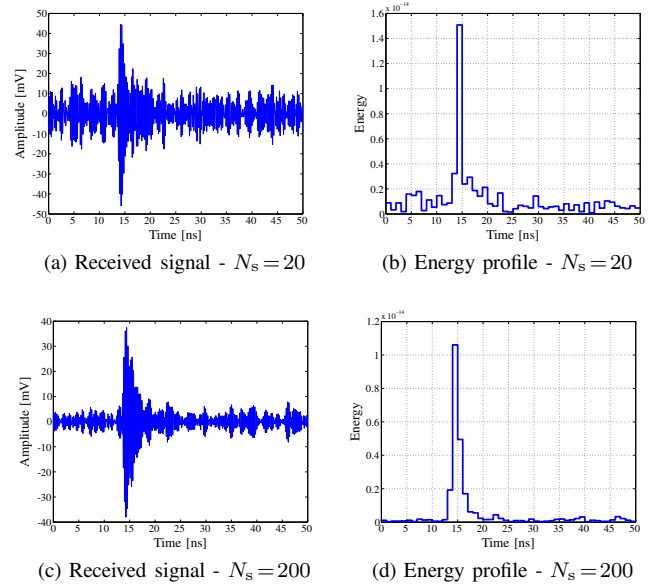 50
40
30
20
10
0
-10
-20
-30
-40
-50
Amplitude [mV]
0 5 10 15 20 25 30 35 40 45 50
Time [ns]
(a) Received signal - Ns = 20
x 10^-14
1.6
1.4
1.2
1
0.8
0.6
0.4
0.2
0
Energy
0 5 10 15 20 25 30 35 40 45 50
Time [ns]
(b) Energy profile - Ns = 20
40
30
20
10
0
-10
-20
-30
-40
Amplitude [mV]
0 5 10 15 20 25 30 35 40 45 50
Time [ns]
(c) Received signal - Ns = 200
x 10^-14
1.2
1
0.8
0.6
0.4
0.2
0
Energy
0 5 10 15 20 25 30 35 40 45 50
Time [ns]
(d) Energy profile - Ns = 200